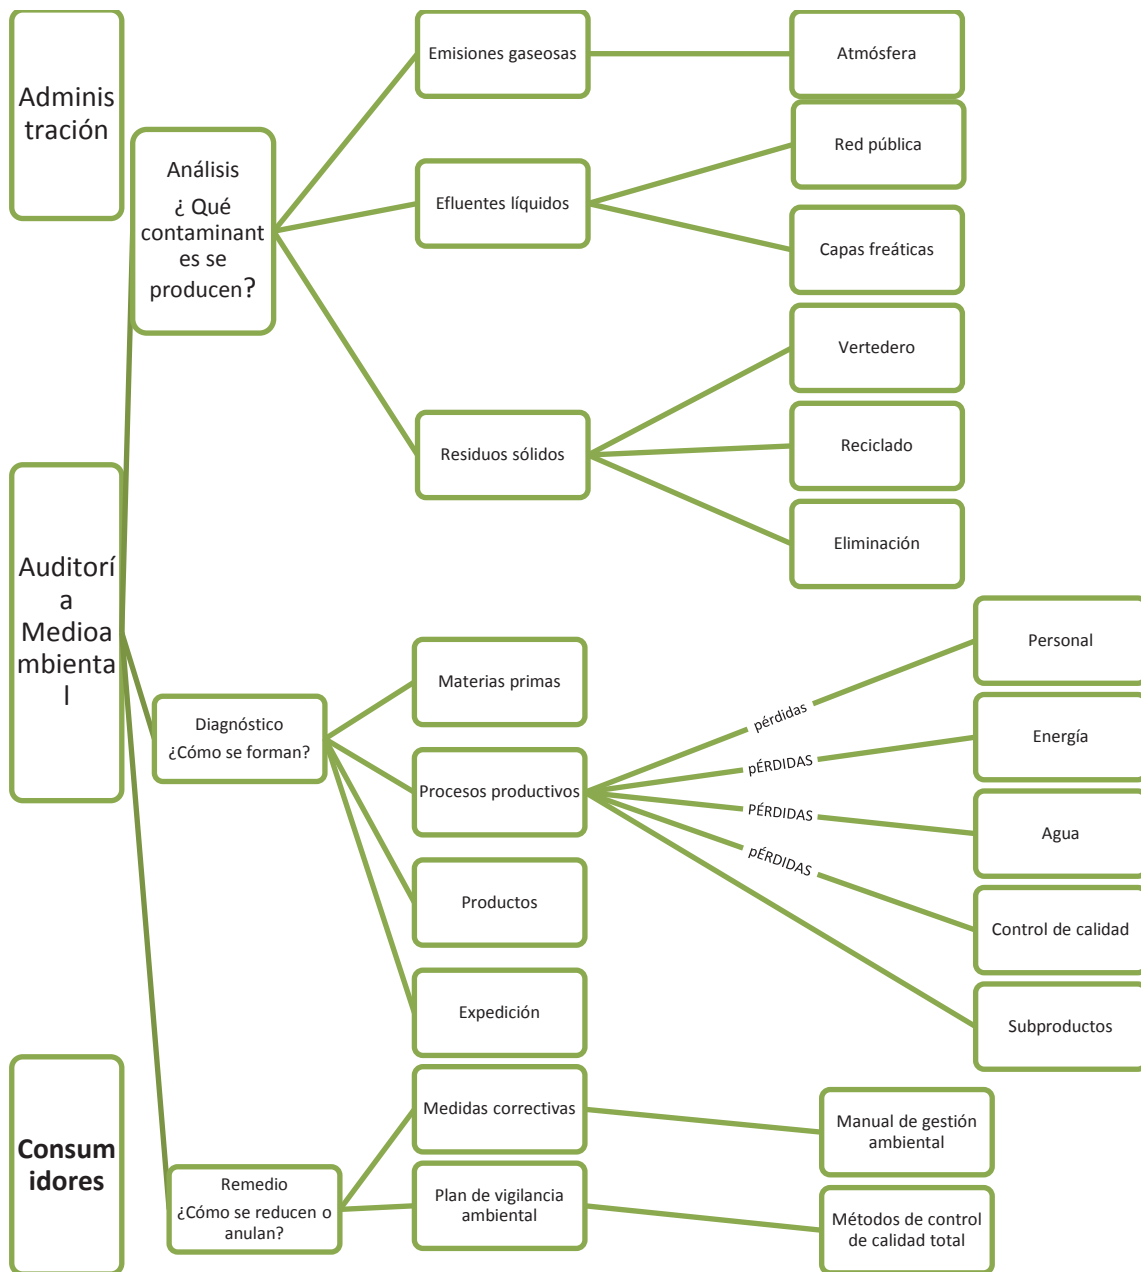 Adminis
tración
Análisis
¿ Qué
contaminant
es se
producen?
Emisiones gaseosas
Atmósfera
Efluentes líquidos
Red pública
Capas freáticas
Residuos sólidos
Vertedero
Reciclado
Eliminación
Auditorí
a
Medioa
mbienta
l
Diagnóstico
¿Cómo se forman?
Materias primas
Procesos productivos
Productos
Expedición
pérdidas
pÉRDIDAS
PÉRDIDAS
pÉRDIDAS
Personal
Energía
Agua
Control de calidad
Subproductos
Consum
idores
Remedio
¿Cómo se reducen o
anulan?
Medidas correctivas
Manual de gestión
ambiental
Plan de vigilancia
ambiental
Métodos de control
de calidad total